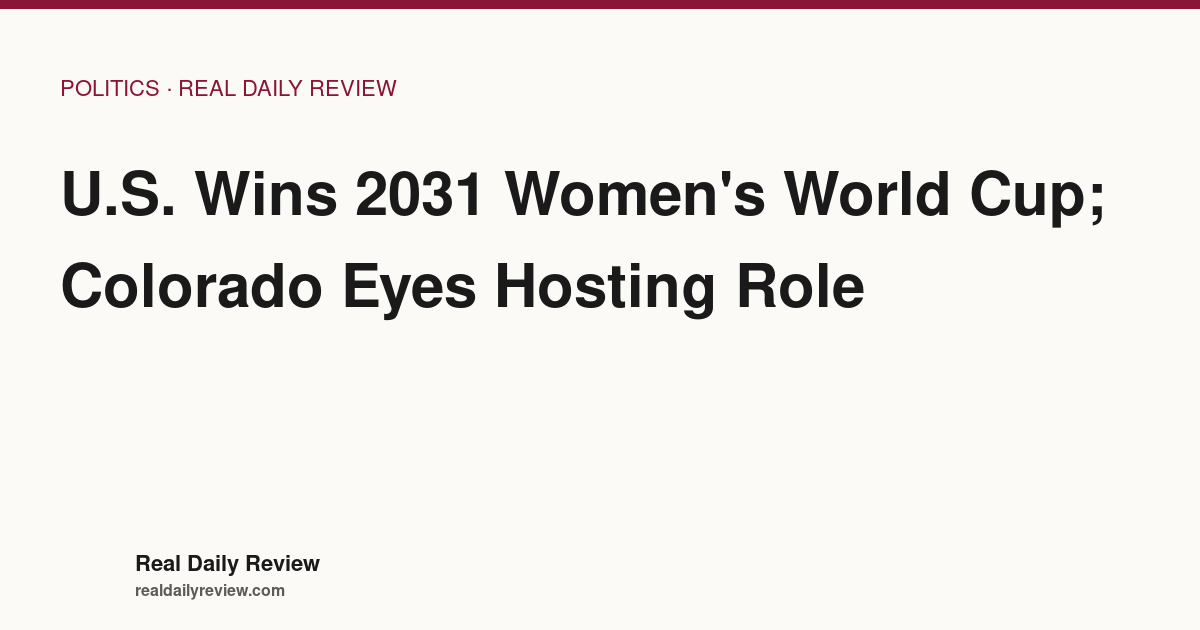 POLITICS · REAL DAILY REVIEW
U.S. Wins 2031 Women's World Cup;
Colorado Eyes Hosting Role
Real Daily Review
realdailyreview.com